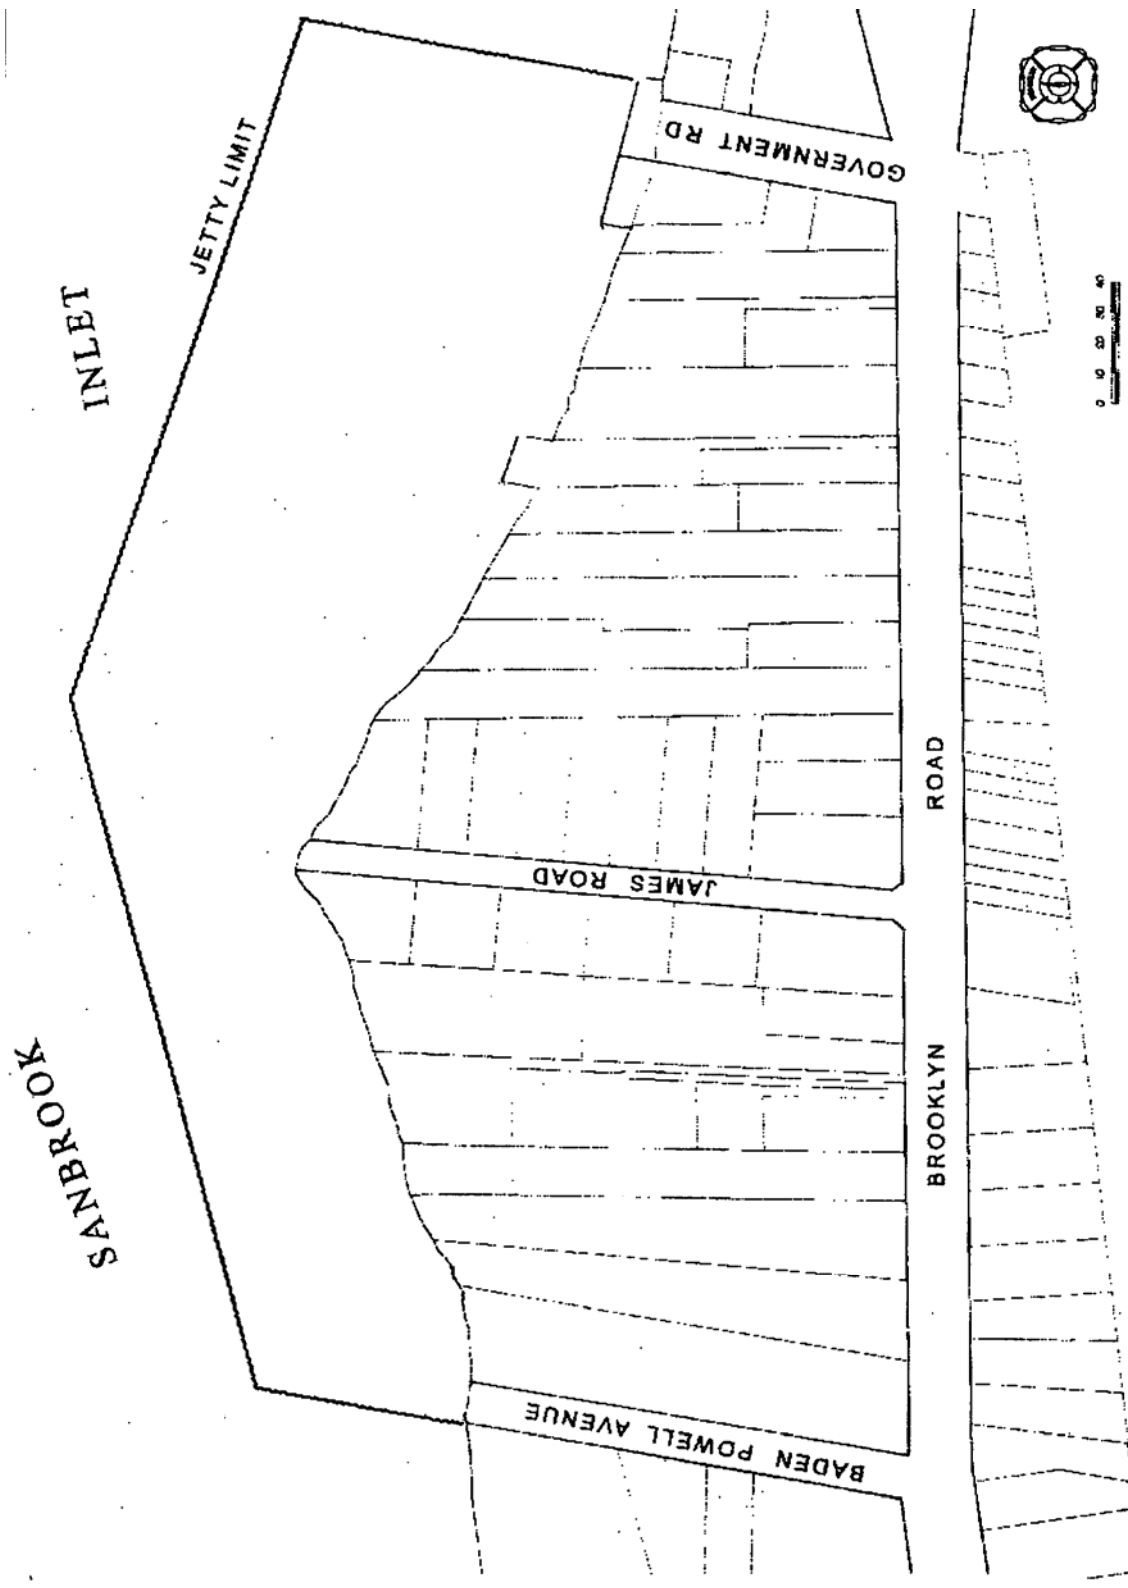 GOVERNMENT RD
JETTY LIMIT
INLET
0 10 20 30 40
ROAD
JAMES ROAD
BROOKLYN
SANBROOK
BADEN POWELL AVENUE